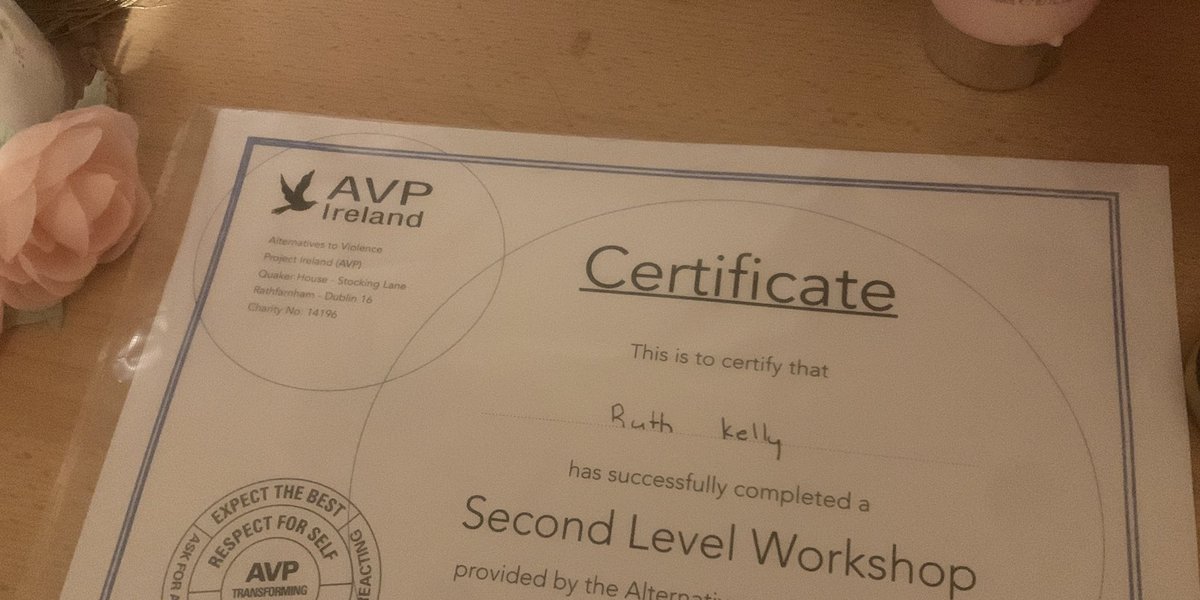 AVP
Ireland
Alternatives to Violence
Project Ireland (AVP)
Quaker House - Stocking Lane
Rathfarnham - Dublin 16
Charity No: 14196
Certificate
This is to certify that
Ruth Kelly
has successfully completed a
Second Level Workshop
provided by the
EXPECT THE BEST
RESPECT FOR SELF
ASK FOR
AVP
TRANSFORMING